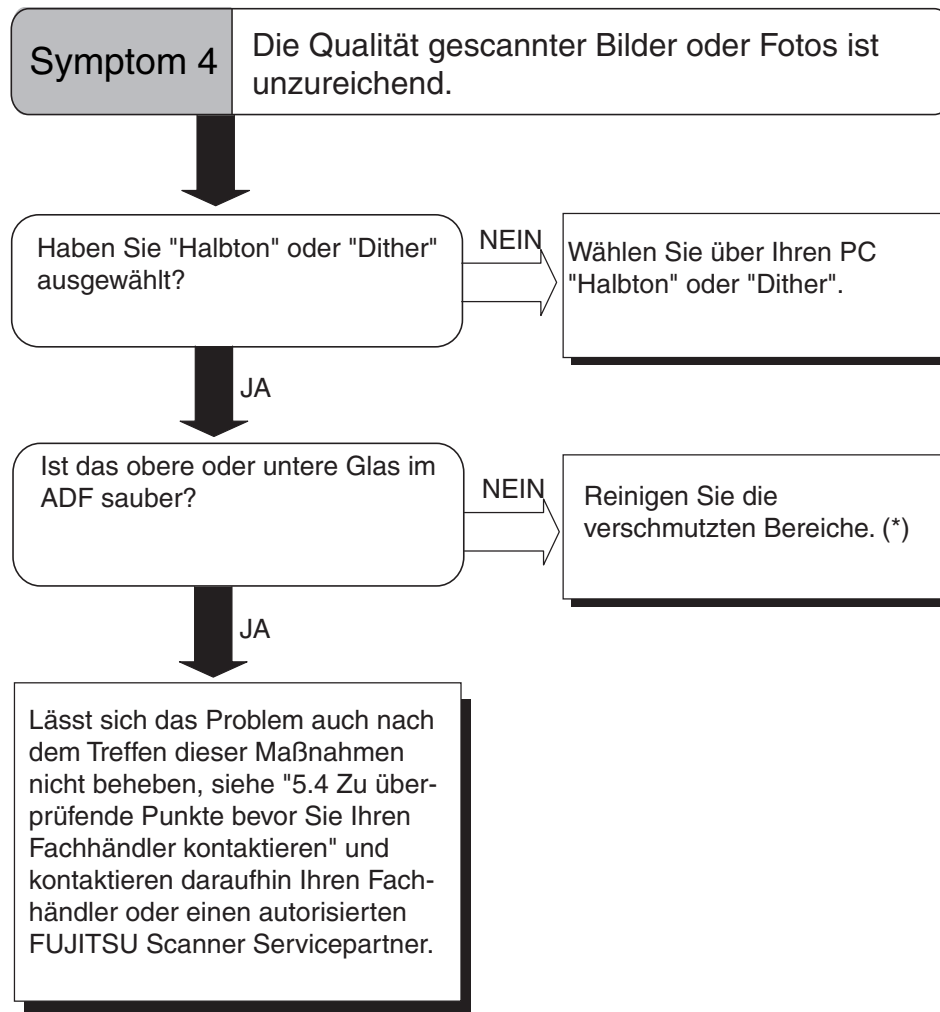 Symptom 4
Die Qualität gescannter Bilder oder Fotos ist
unzureichend.
Haben Sie "Halbton" oder "Dither"
ausgewählt?
NEIN
Wählen Sie über Ihren PC
"Halbton" oder "Dither".
JA
Ist das obere oder untere Glas im
ADF sauber?
NEIN
Reinigen Sie die
verschmutzten Bereiche. (*)
JA
Lässt sich das Problem auch nach
dem Treffen dieser Maßnahmen
nicht beheben, siehe "5.4 Zu über-
prüfende Punkte bevor Sie Ihren
Fachhändler kontaktieren" und
kontaktieren daraufhin Ihren Fach-
händler oder einen autorisierten
FUJITSU Scanner Servicepartner.